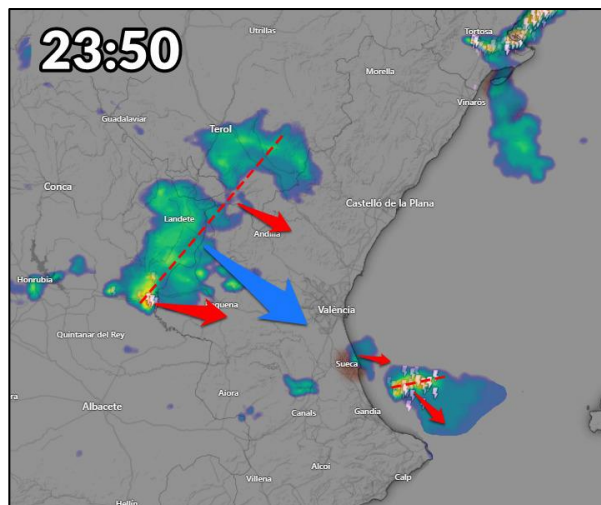 23:50
Utrillas
Tortosa
Morella
Vinaròs
Guadalaviar
Terol
Conca
Landete
Castelló de la Plana
Andilla
Honrubia
València
Quintanar del Rey
Sueca
Aiora
Albacete
Canals
Gandia
Alcoi
Villena
Calp